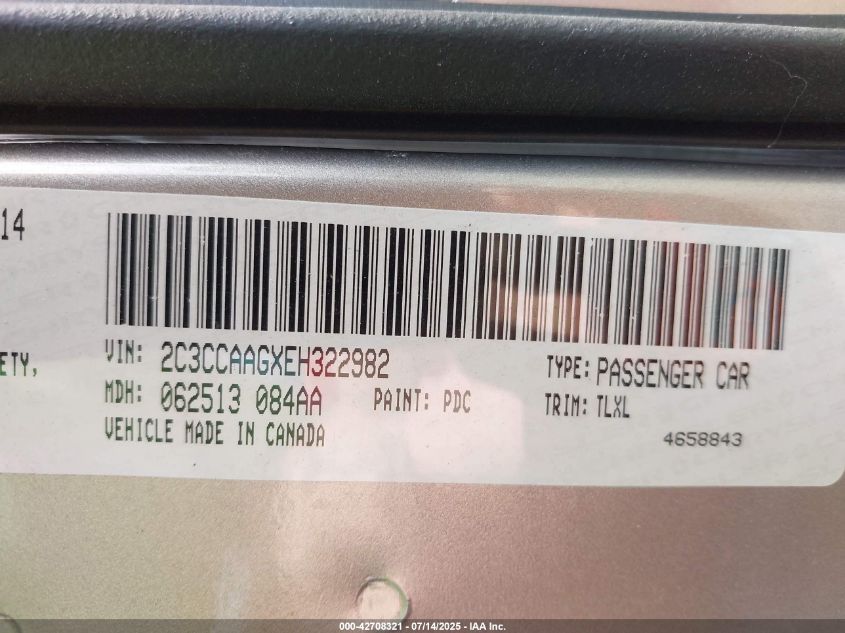 14
ETY,
VIN: 2C3CCAAGXEH322982
TYPE: PASSENGER CAR
MDH: 062513 084AA
PAINT: PDC
TRIM: TLXL
VEHICLE MADE IN CANADA
4658843
000-42708321 - 07/14/2025 - IAA Inc.